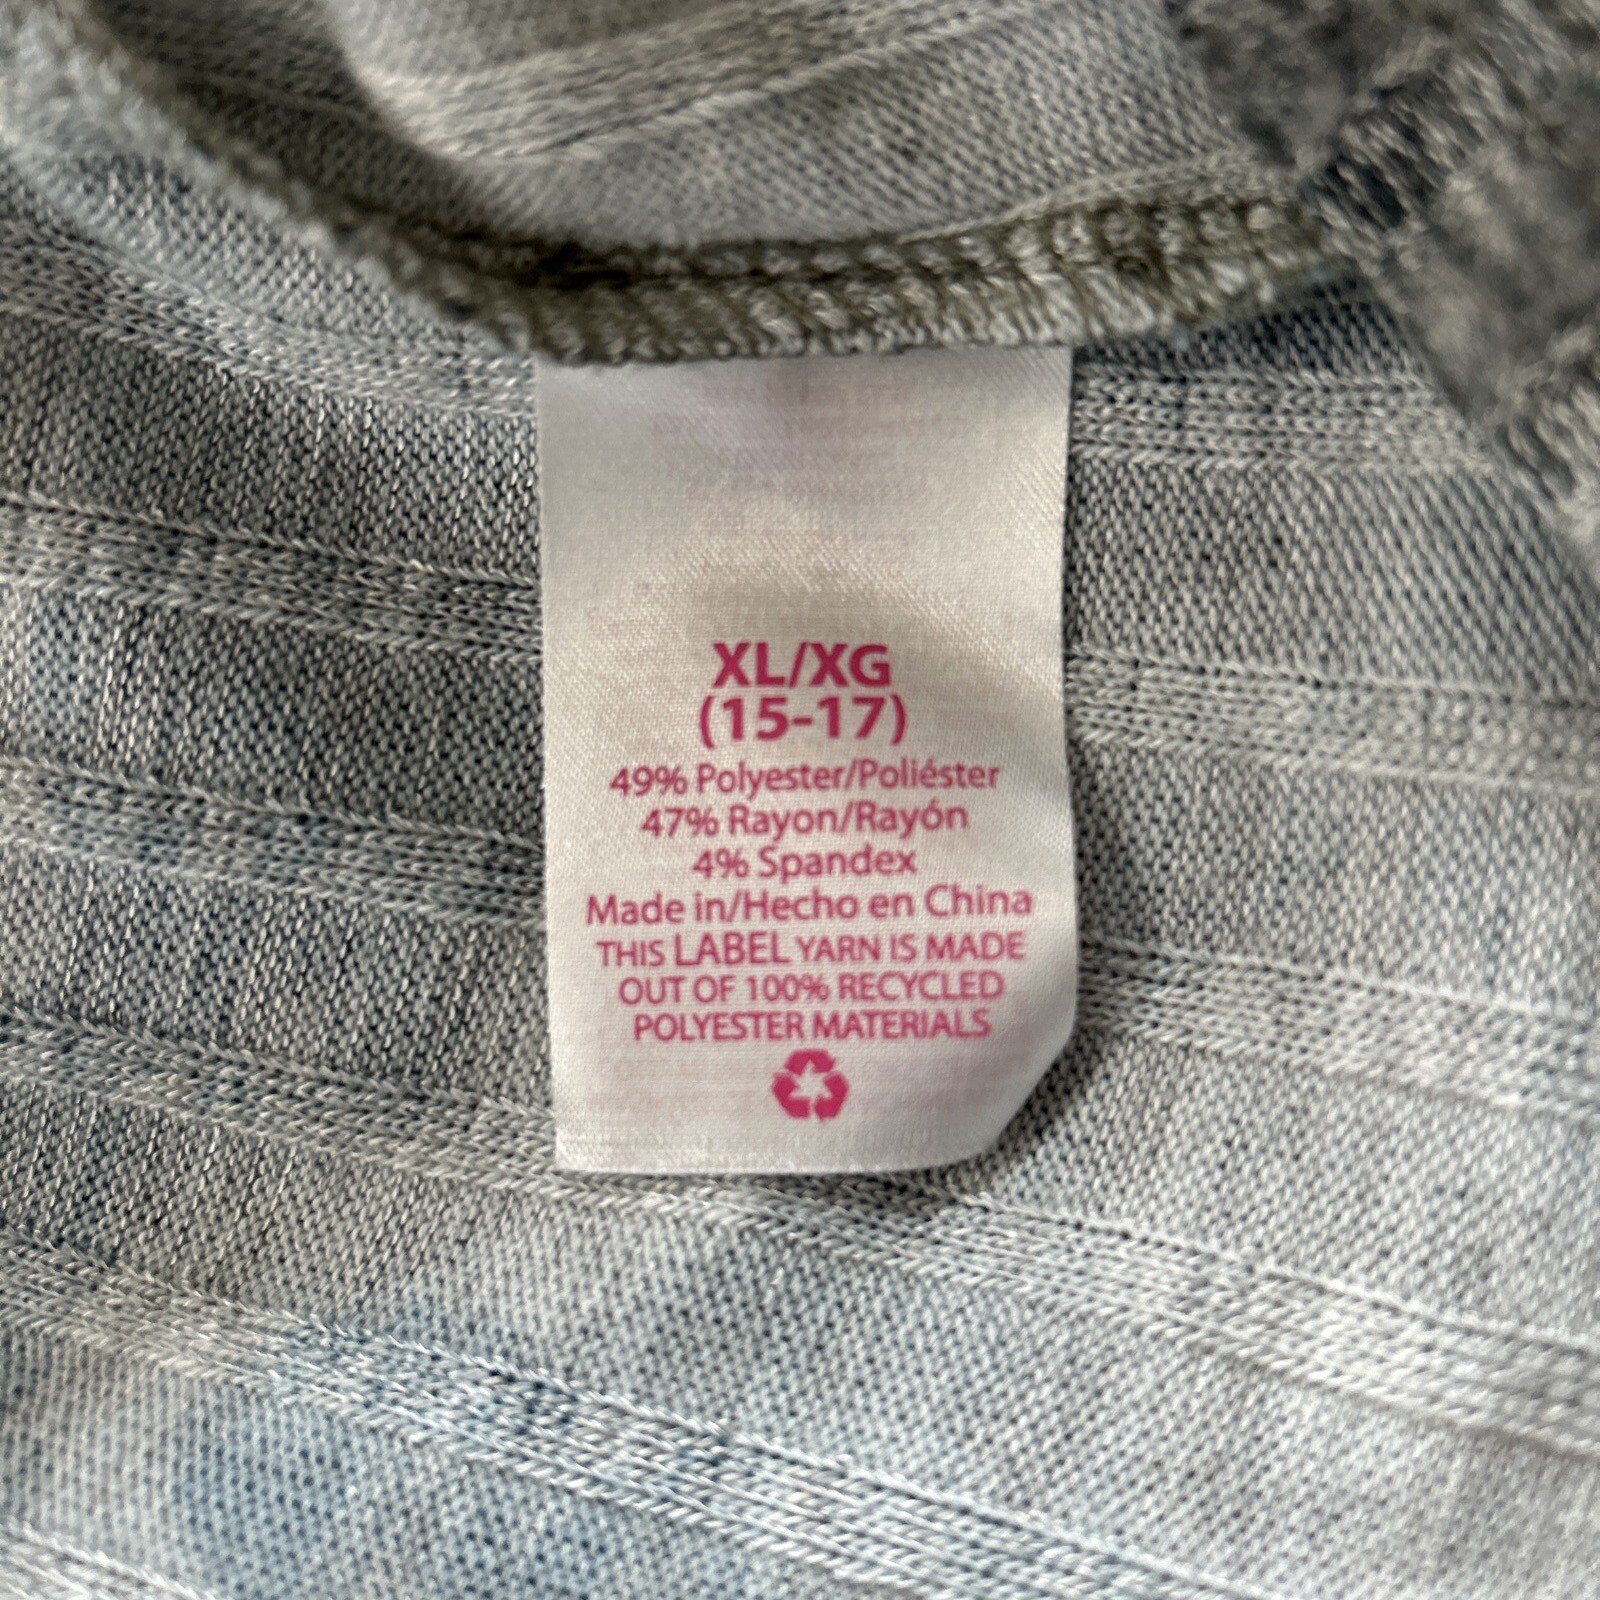 XL/XG
(15-17)
49% Polyester/Poliéster
47% Rayon/Rayón
4% Spandex
Made in/Hecho en China
THIS LABEL YARN IS MADE
OUT OF 100% RECYCLED
POLYESTER MATERIALS